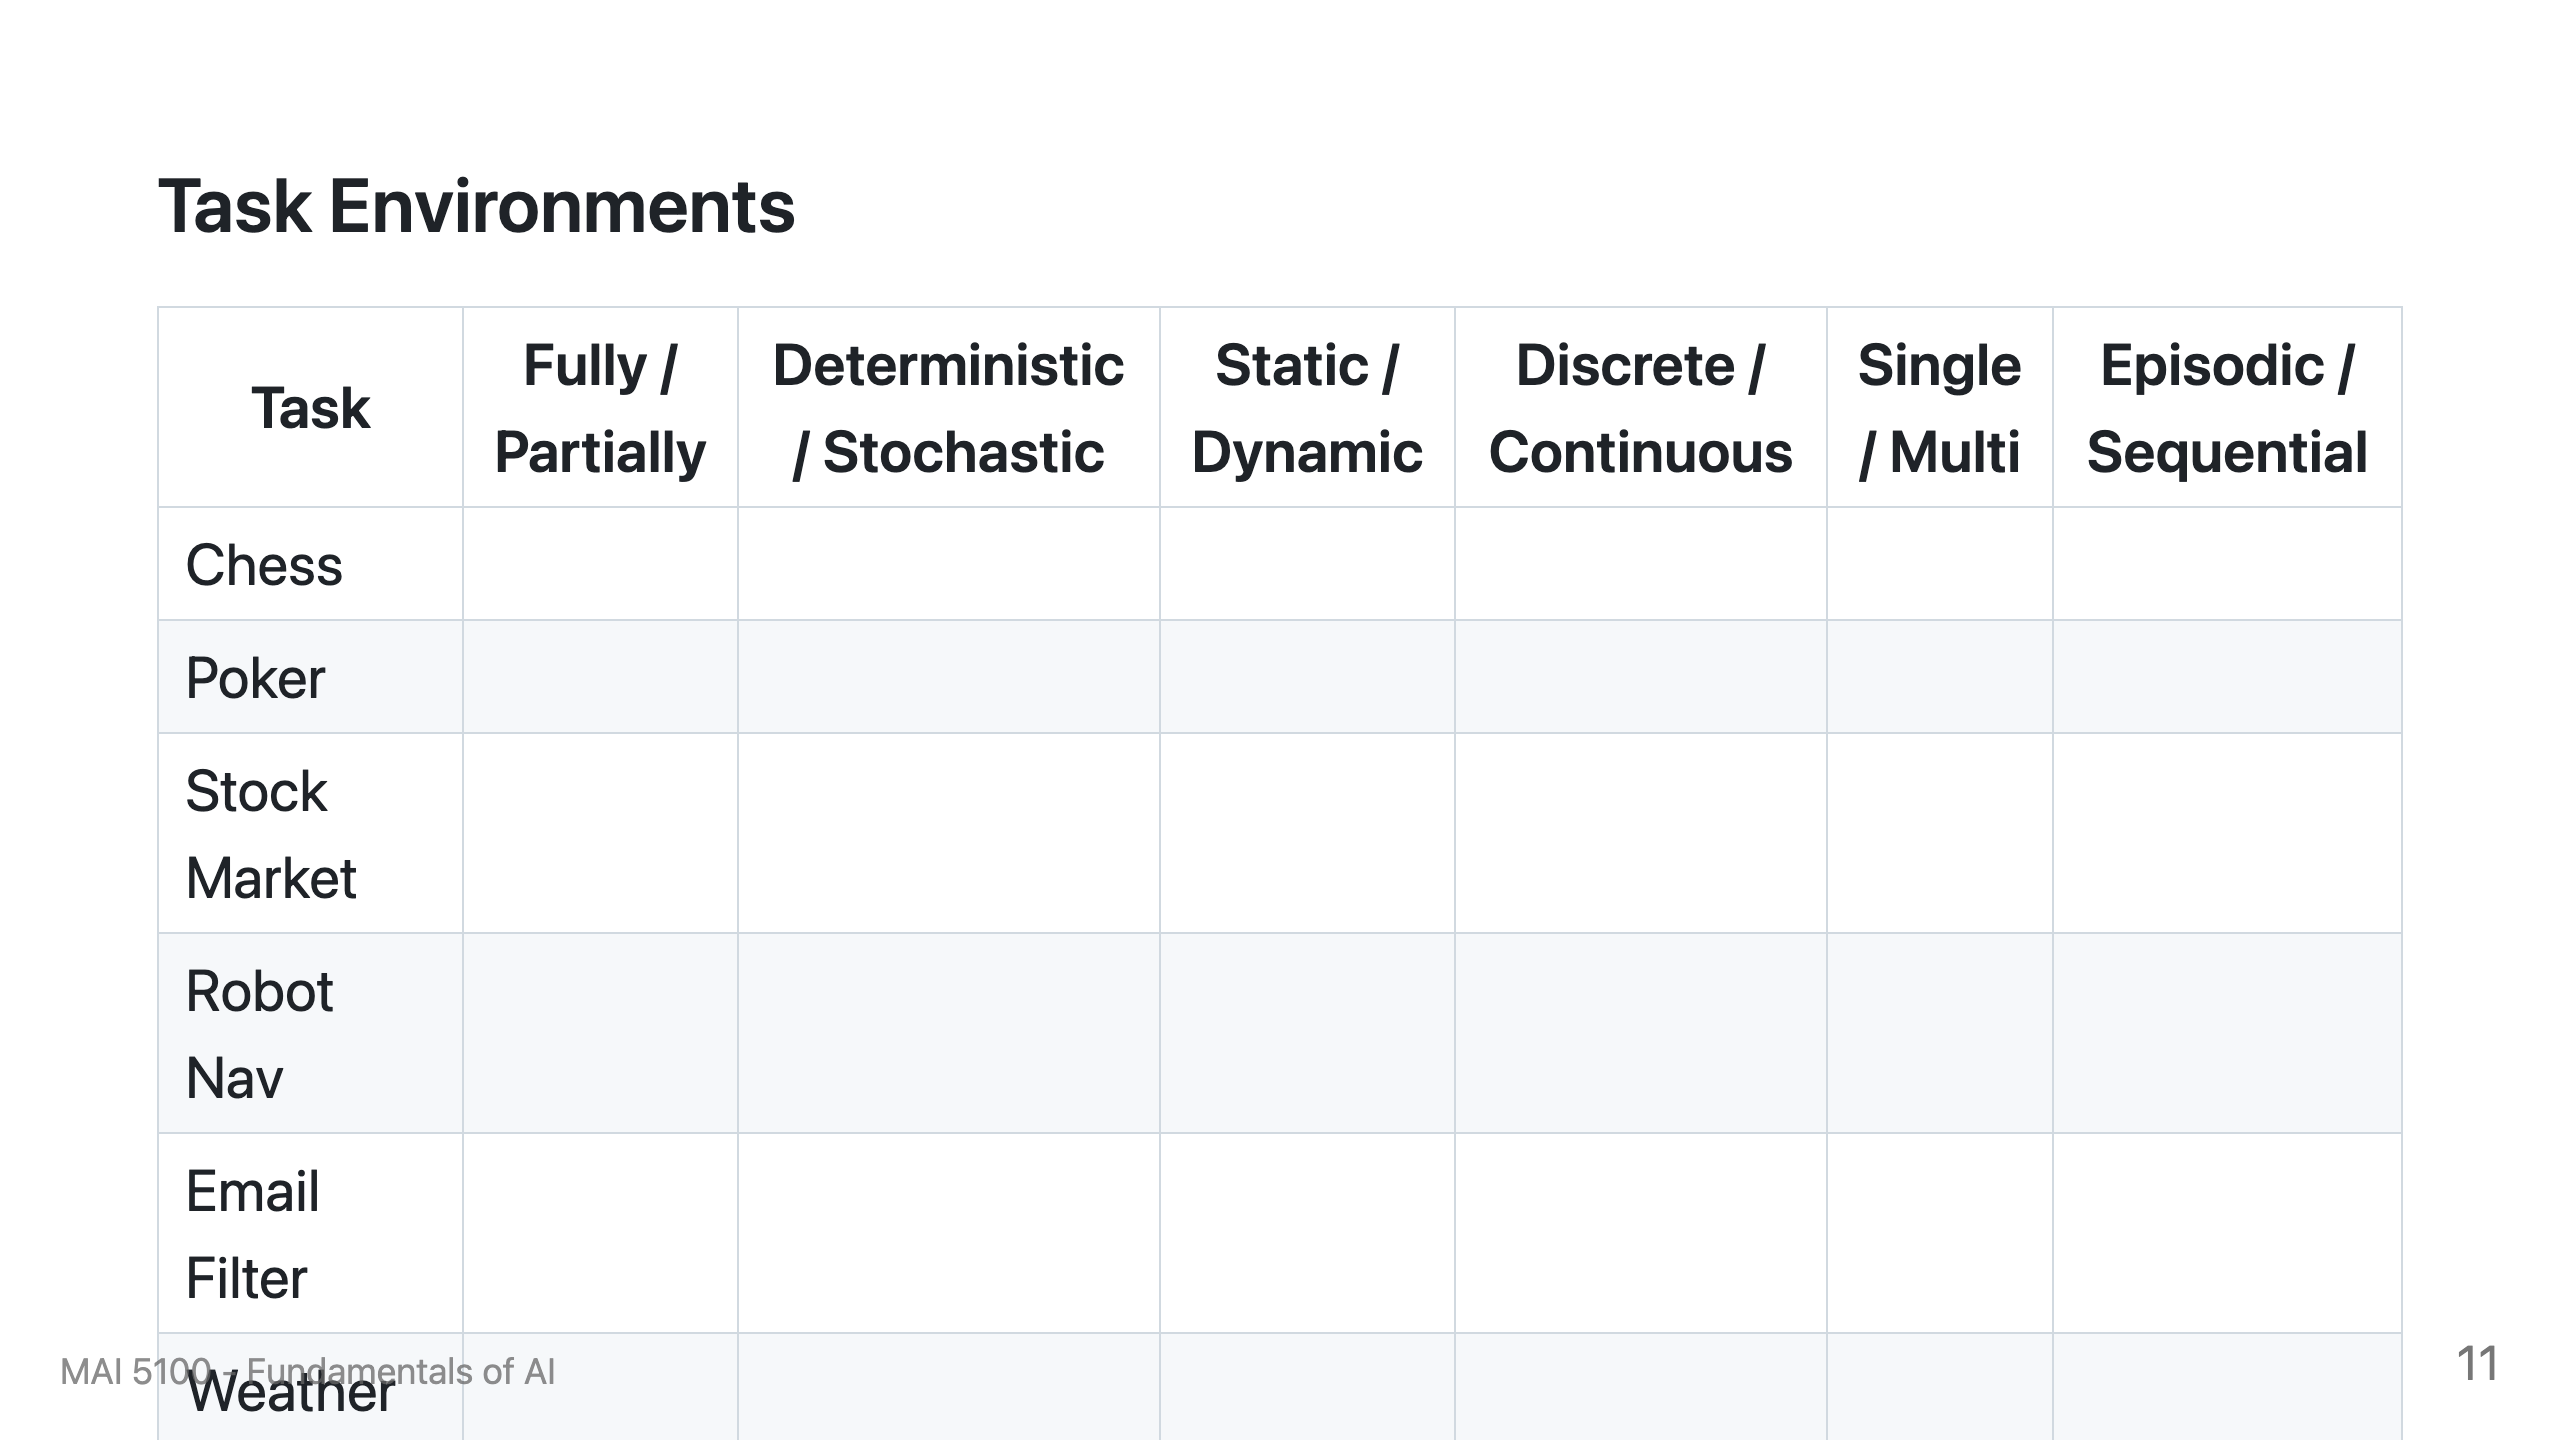 Task Environments
Task
Fully /
Partially
Deterministic
/ Stochastic
Static /
Dynamic
Discrete /
Continuous
Single
/ Multi
Episodic /
Sequential
Chess
Poker
Stock
Market
Robot
Nav
Email
Filter
Weather
MAI 5100 - Fundamentals of AI
11